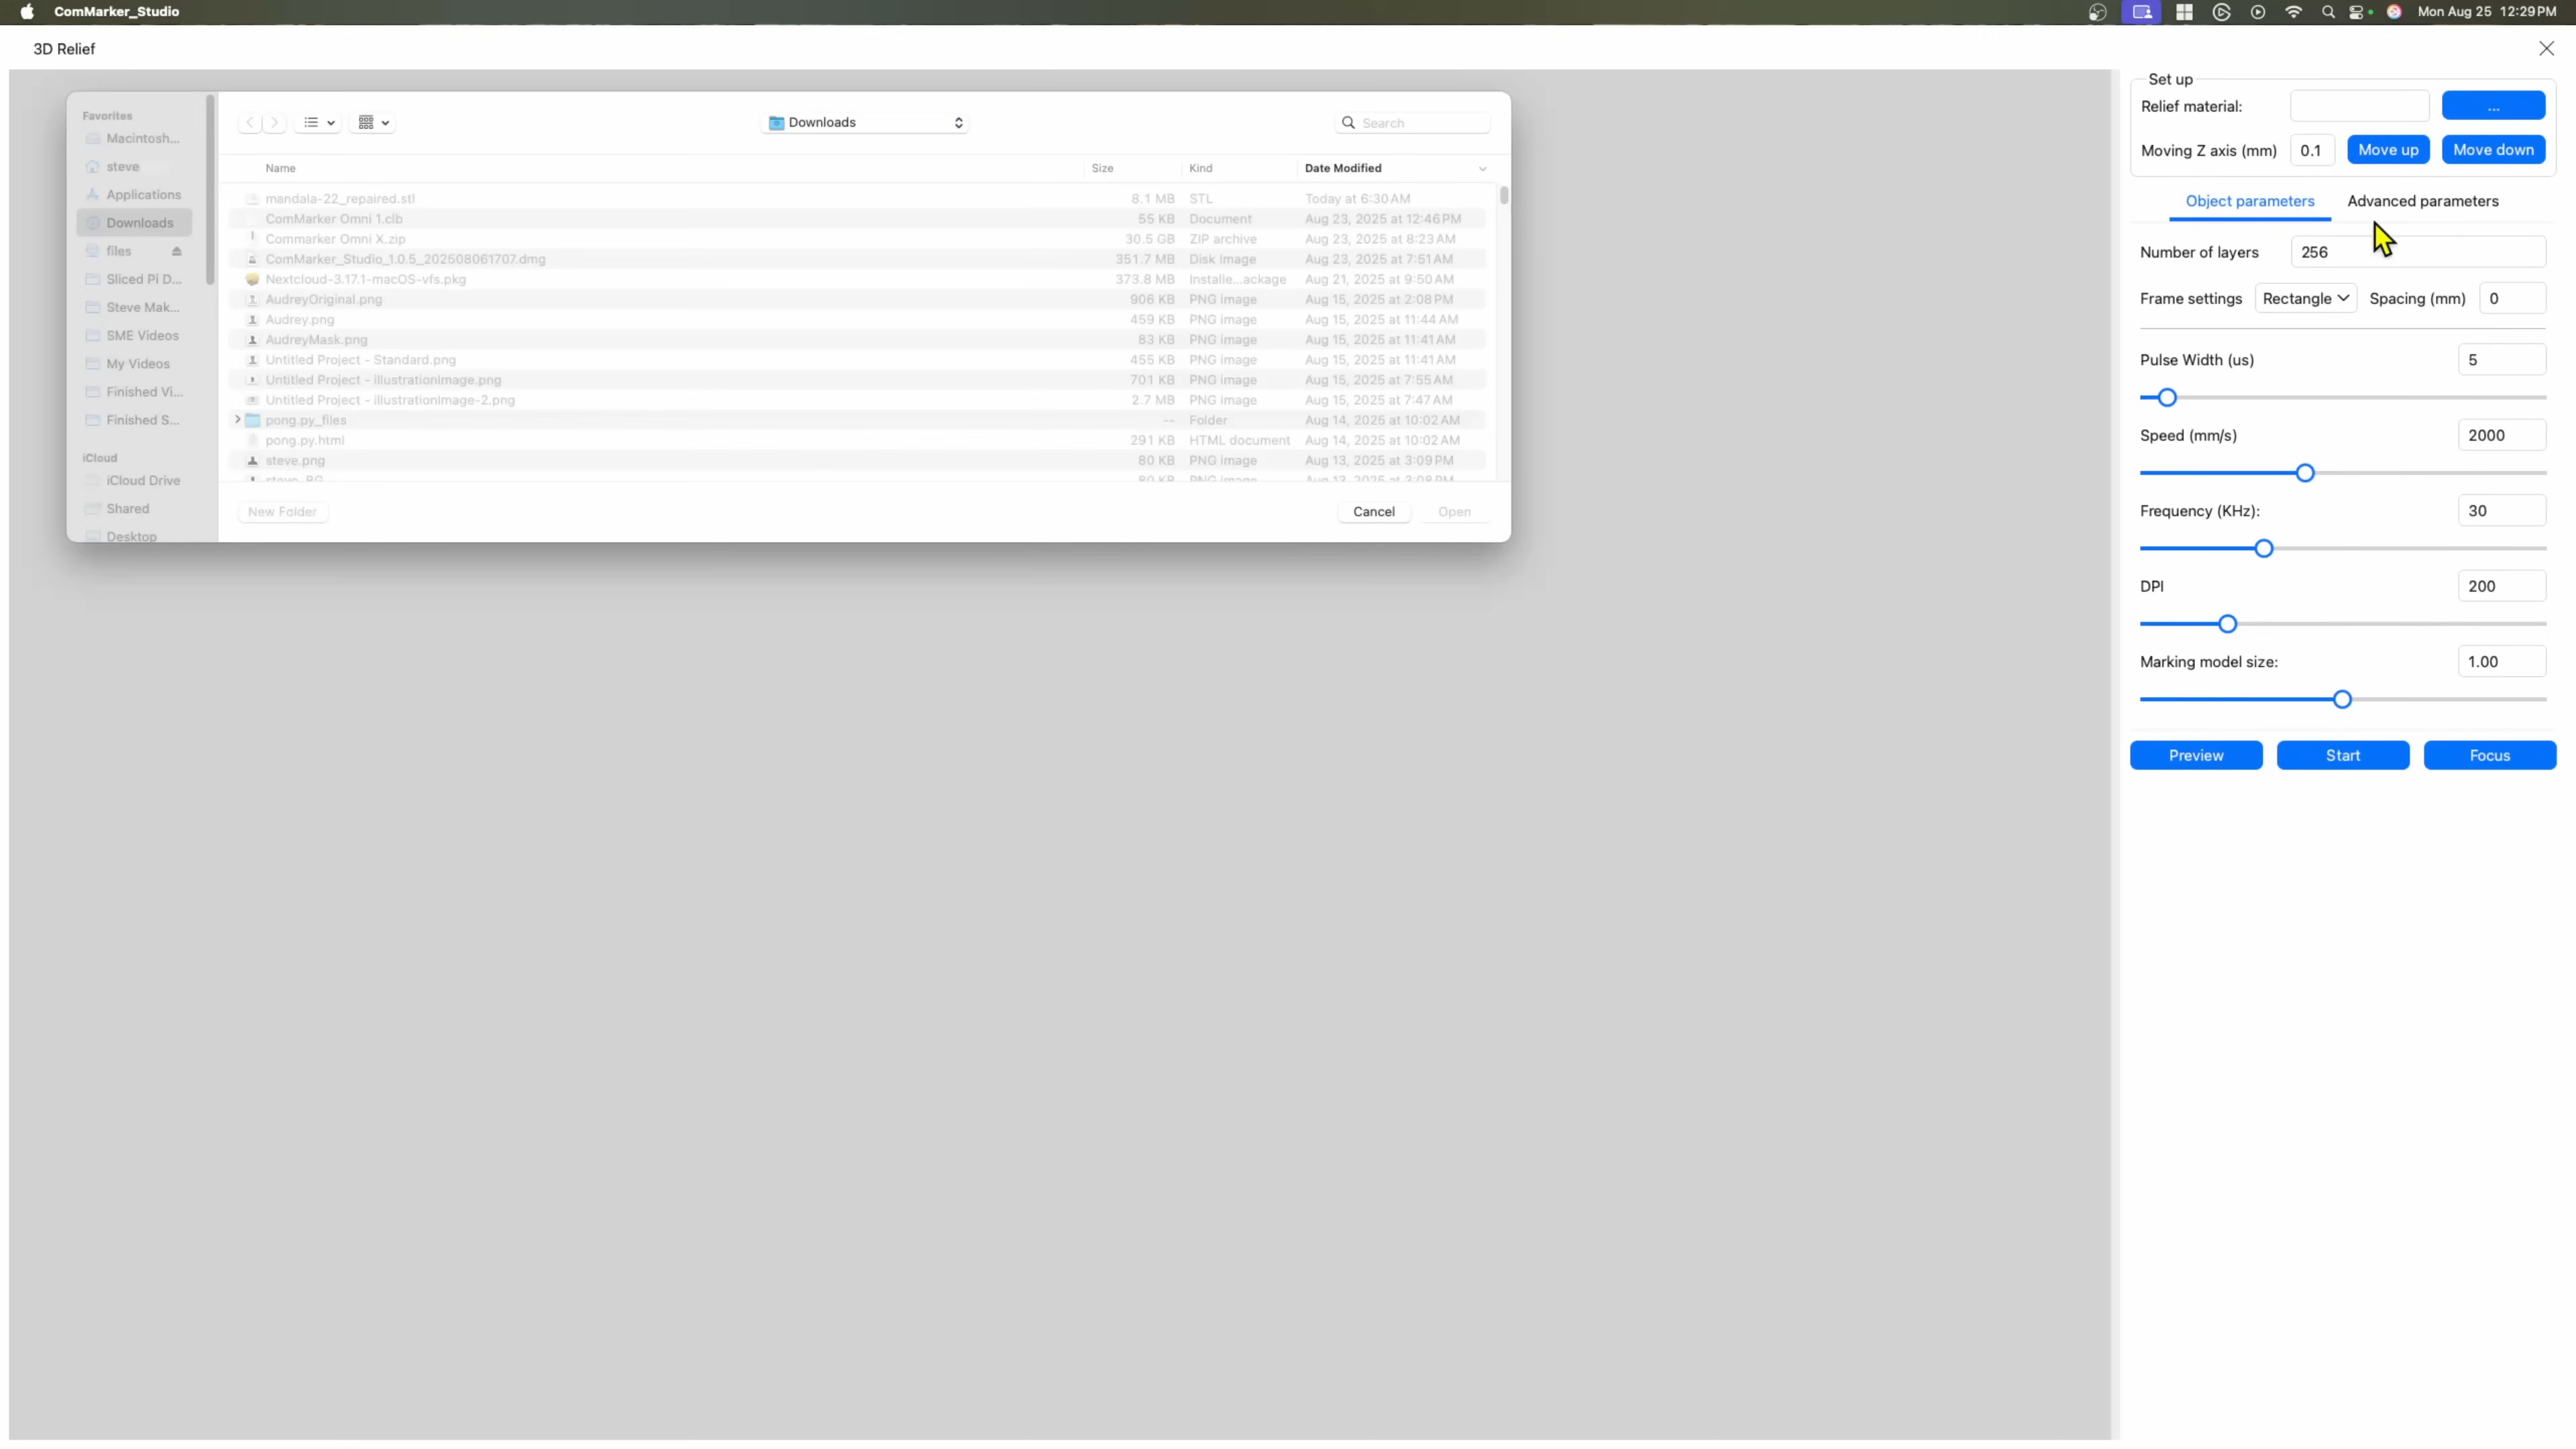 ComMarker_Studio
Mon Aug 25 12:29 PM
3D Relief
Favorites
Macintosh...
steve
Applications
Downloads
files
Sliced Pi D...
Steve Mak...
SME Videos
My Videos
Finished Vi...
Finished S...
iCloud
iCloud Drive
Shared
Desktop
Downloads
Search
Name Size Kind Date Modified
mandala-22_repaired.stl 8.1 MB STL Today at 6:30 AM
ComMarker Omni 1.clb 55 KB Document Aug 23, 2025 at 12:46 PM
Commarker Omni X.zip 30.5 GB ZIP archive Aug 23, 2025 at 8:23 AM
ComMarker_Studio_1.0.5_202508061707.dmg 351.7 MB Disk Image Aug 23, 2025 at 7:51 AM
Nextcloud-3.17.1-macOS-vfs.pkg 373.8 MB Installe...ackage Aug 21, 2025 at 9:50 AM
AudreyOriginal.png 906 KB PNG image Aug 15, 2025 at 2:08 PM
Audrey.png 459 KB PNG image Aug 15, 2025 at 11:44 AM
AudreyMask.png 83 KB PNG image Aug 15, 2025 at 11:41 AM
Untitled Project - Standard.png 455 KB PNG image Aug 15, 2025 at 11:41 AM
Untitled Project - illustrationImage.png 701 KB PNG image Aug 15, 2025 at 7:55 AM
Untitled Project - illustrationImage-2.png 2.7 MB PNG image Aug 15, 2025 at 7:47 AM
pong.py_files -- Folder Aug 14, 2025 at 10:02 AM
pong.py.html 291 KB HTML document Aug 14, 2025 at 10:02 AM
steve.png 80 KB PNG image Aug 13, 2025 at 3:09 PM
New Folder
Cancel
Open
Set up
Relief material: ...
Moving Z axis (mm) 0.1 Move up Move down
Object parameters Advanced parameters
Number of layers 256
Frame settings Rectangle Spacing (mm) 0
Pulse Width (us) 5
Speed (mm/s) 2000
Frequency (KHz): 30
DPI 200
Marking model size: 1.00
Preview Start Focus